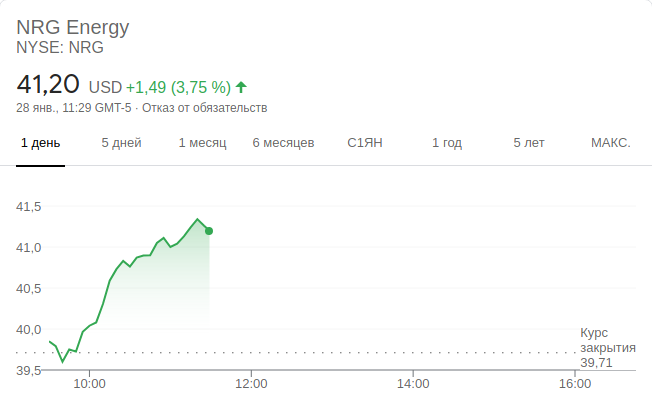 NRG Energy
NYSE: NRG
41,20 USD +1,49 (3,75 %)
28 янв., 11:29 GMT-5 · Отказ от обязательств
1 день 5 дней 1 месяц 6 месяцев С1ЯН 1 год 5 лет МАКС.
41,5
41,0
40,5
40,0
39,5
Курс
закрытия
39,71
10:00 12:00 14:00 16:00